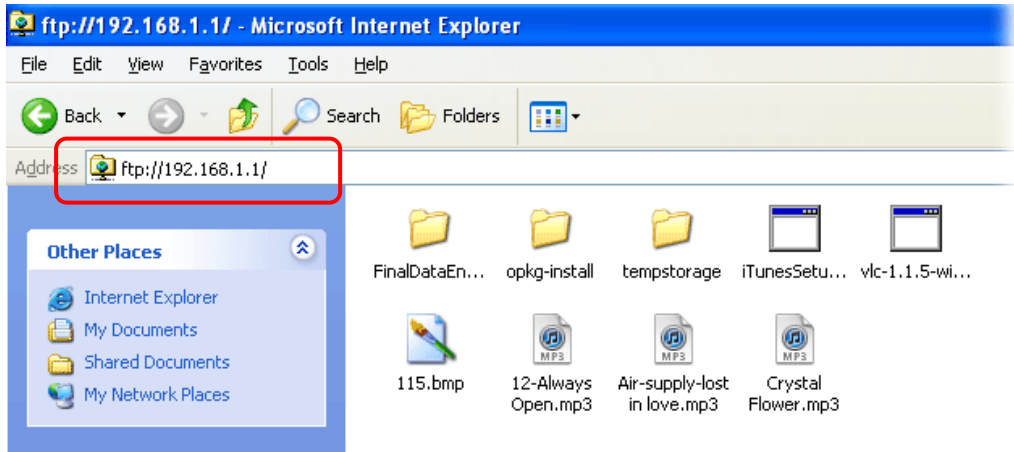 ftp://192.168.1.1/ - Microsoft Internet Explorer
File Edit View Favorites Tools Help
Back Search Folders
Address ftp://192.168.1.1/
Other Places
Internet Explorer
My Documents
Shared Documents
My Network Places
FinalDataEn... opkg-install tempstorage iTunesSetu... vlc-1.1.5-wi...
MP3 MP3 MP3
115.bmp 12-Always Air-supply-lost Crystal
Open.mp3 in love.mp3 Flower.mp3